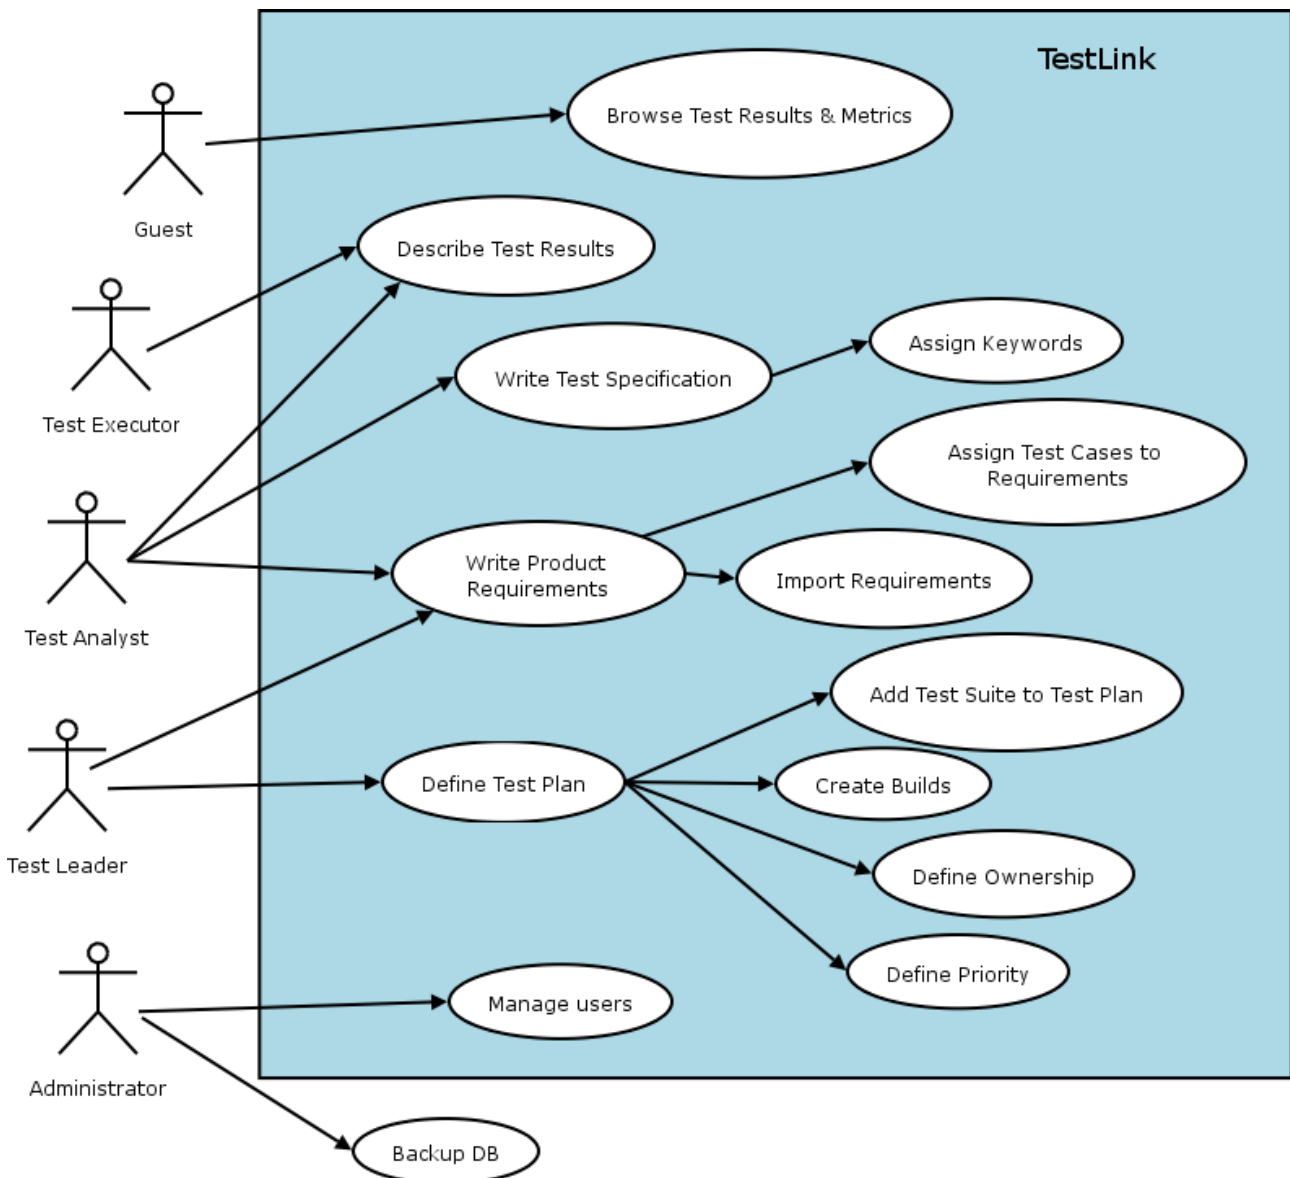 TestLink
Browse Test Results & Metrics
Guest
Describe Test Results
Assign Keywords
Write Test Specification
Test Executor
Assign Test Cases to
Requirements
Write Product
Requirements
Import Requirements
Test Analyst
Add Test Suite to Test Plan
Define Test Plan
Create Builds
Test Leader
Define Ownership
Define Priority
Manage users
Administrator
Backup DB